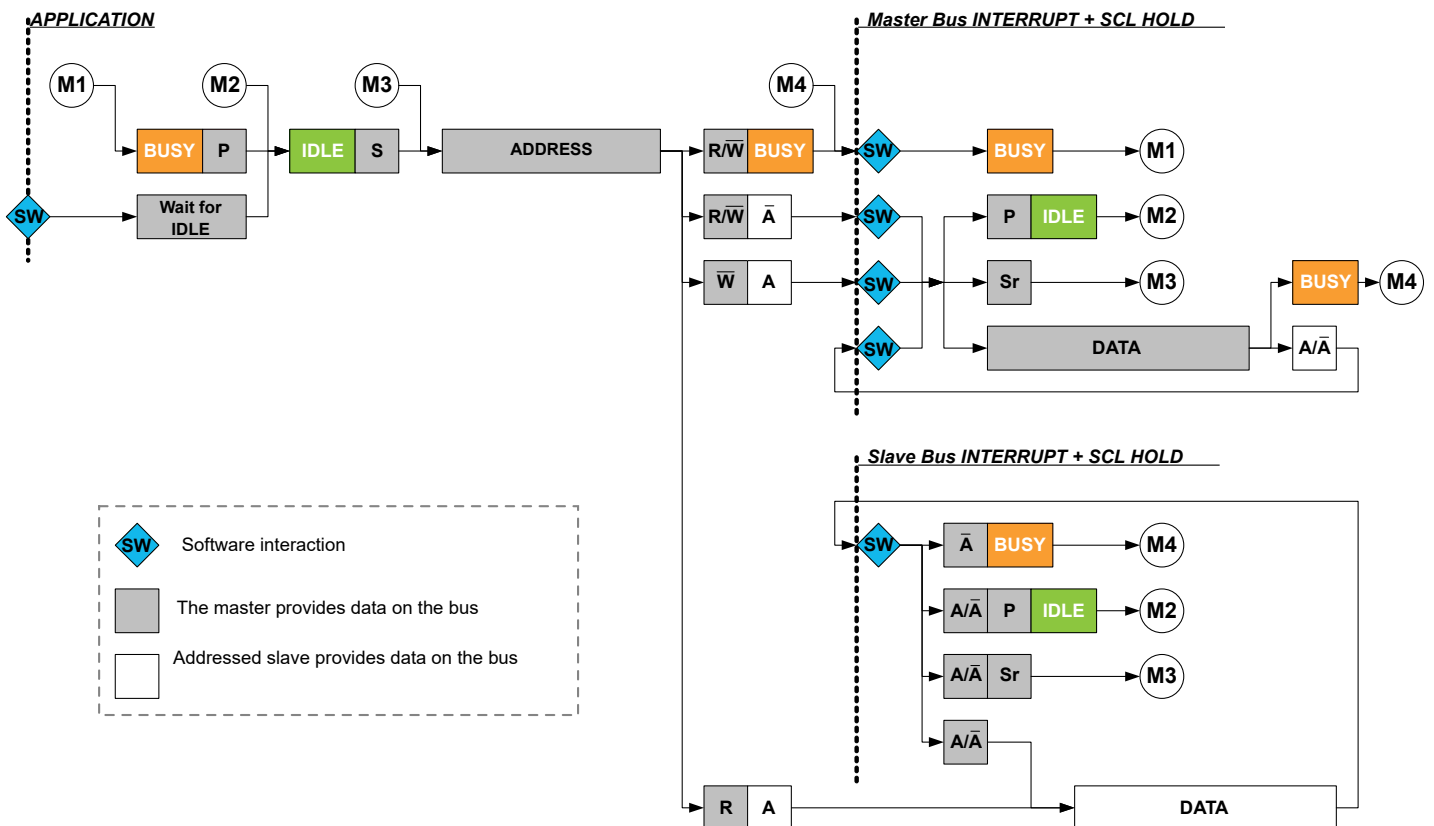 APPLICATION
Master Bus INTERRUPT + SCL HOLD
M1
M2
M3
M4
BUSY P
IDLE S
ADDRESS
R/W̅ BUSY
SW
BUSY
M1
SW
Wait for
IDLE
R/W̅ A̅
SW
P IDLE
M2
W̅ A
SW
Sr
M3
BUSY
M4
SW
DATA
A/A̅
Slave Bus INTERRUPT + SCL HOLD
SW
A̅ BUSY
M4
A/A̅ P IDLE
M2
A/A̅ Sr
M3
A/A̅
R A
DATA
SW
Software interaction
The master provides data on the bus
Addressed slave provides data on the bus